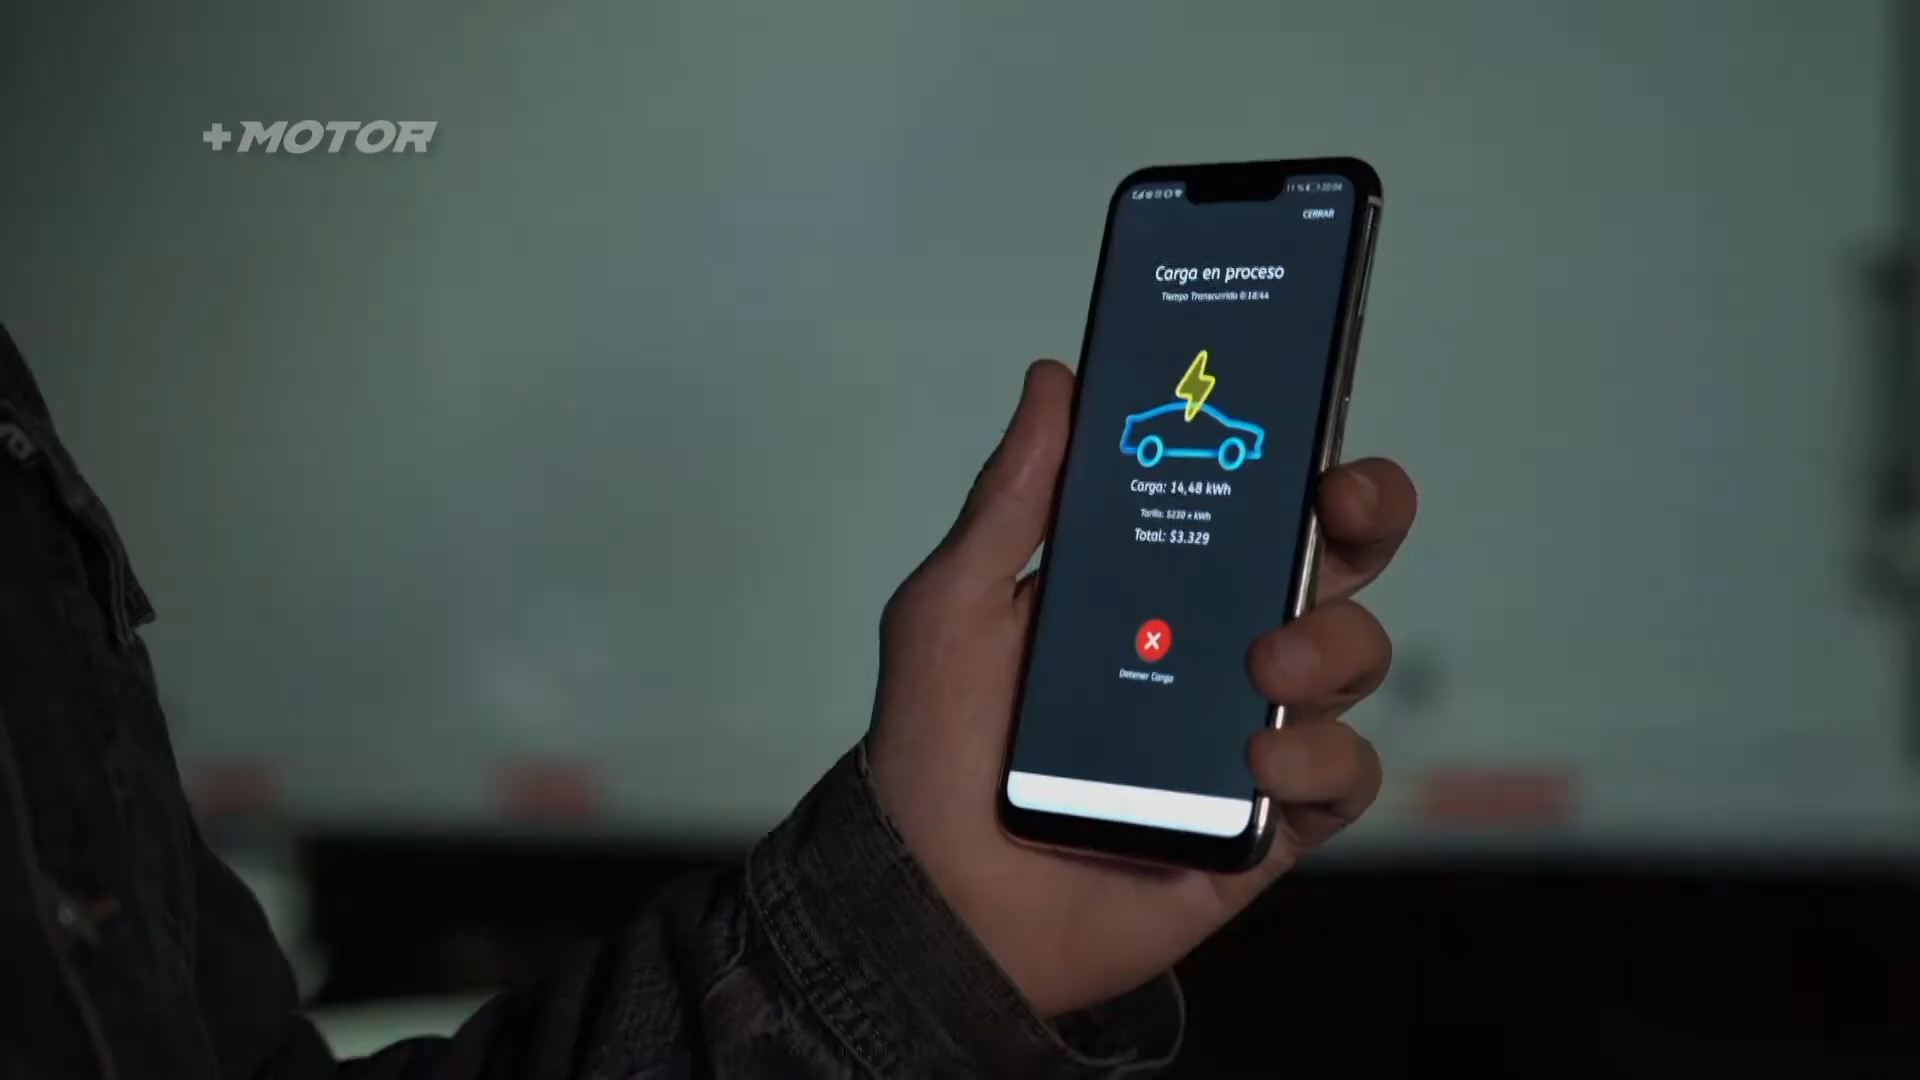 +MOTOR
CERRAR
Carga en proceso
Tiempo Transcurrido 0:18:44
Carga: 14,48 kWh
Tarifa: $230 x kWh
Total: $3.329
Detener Carga